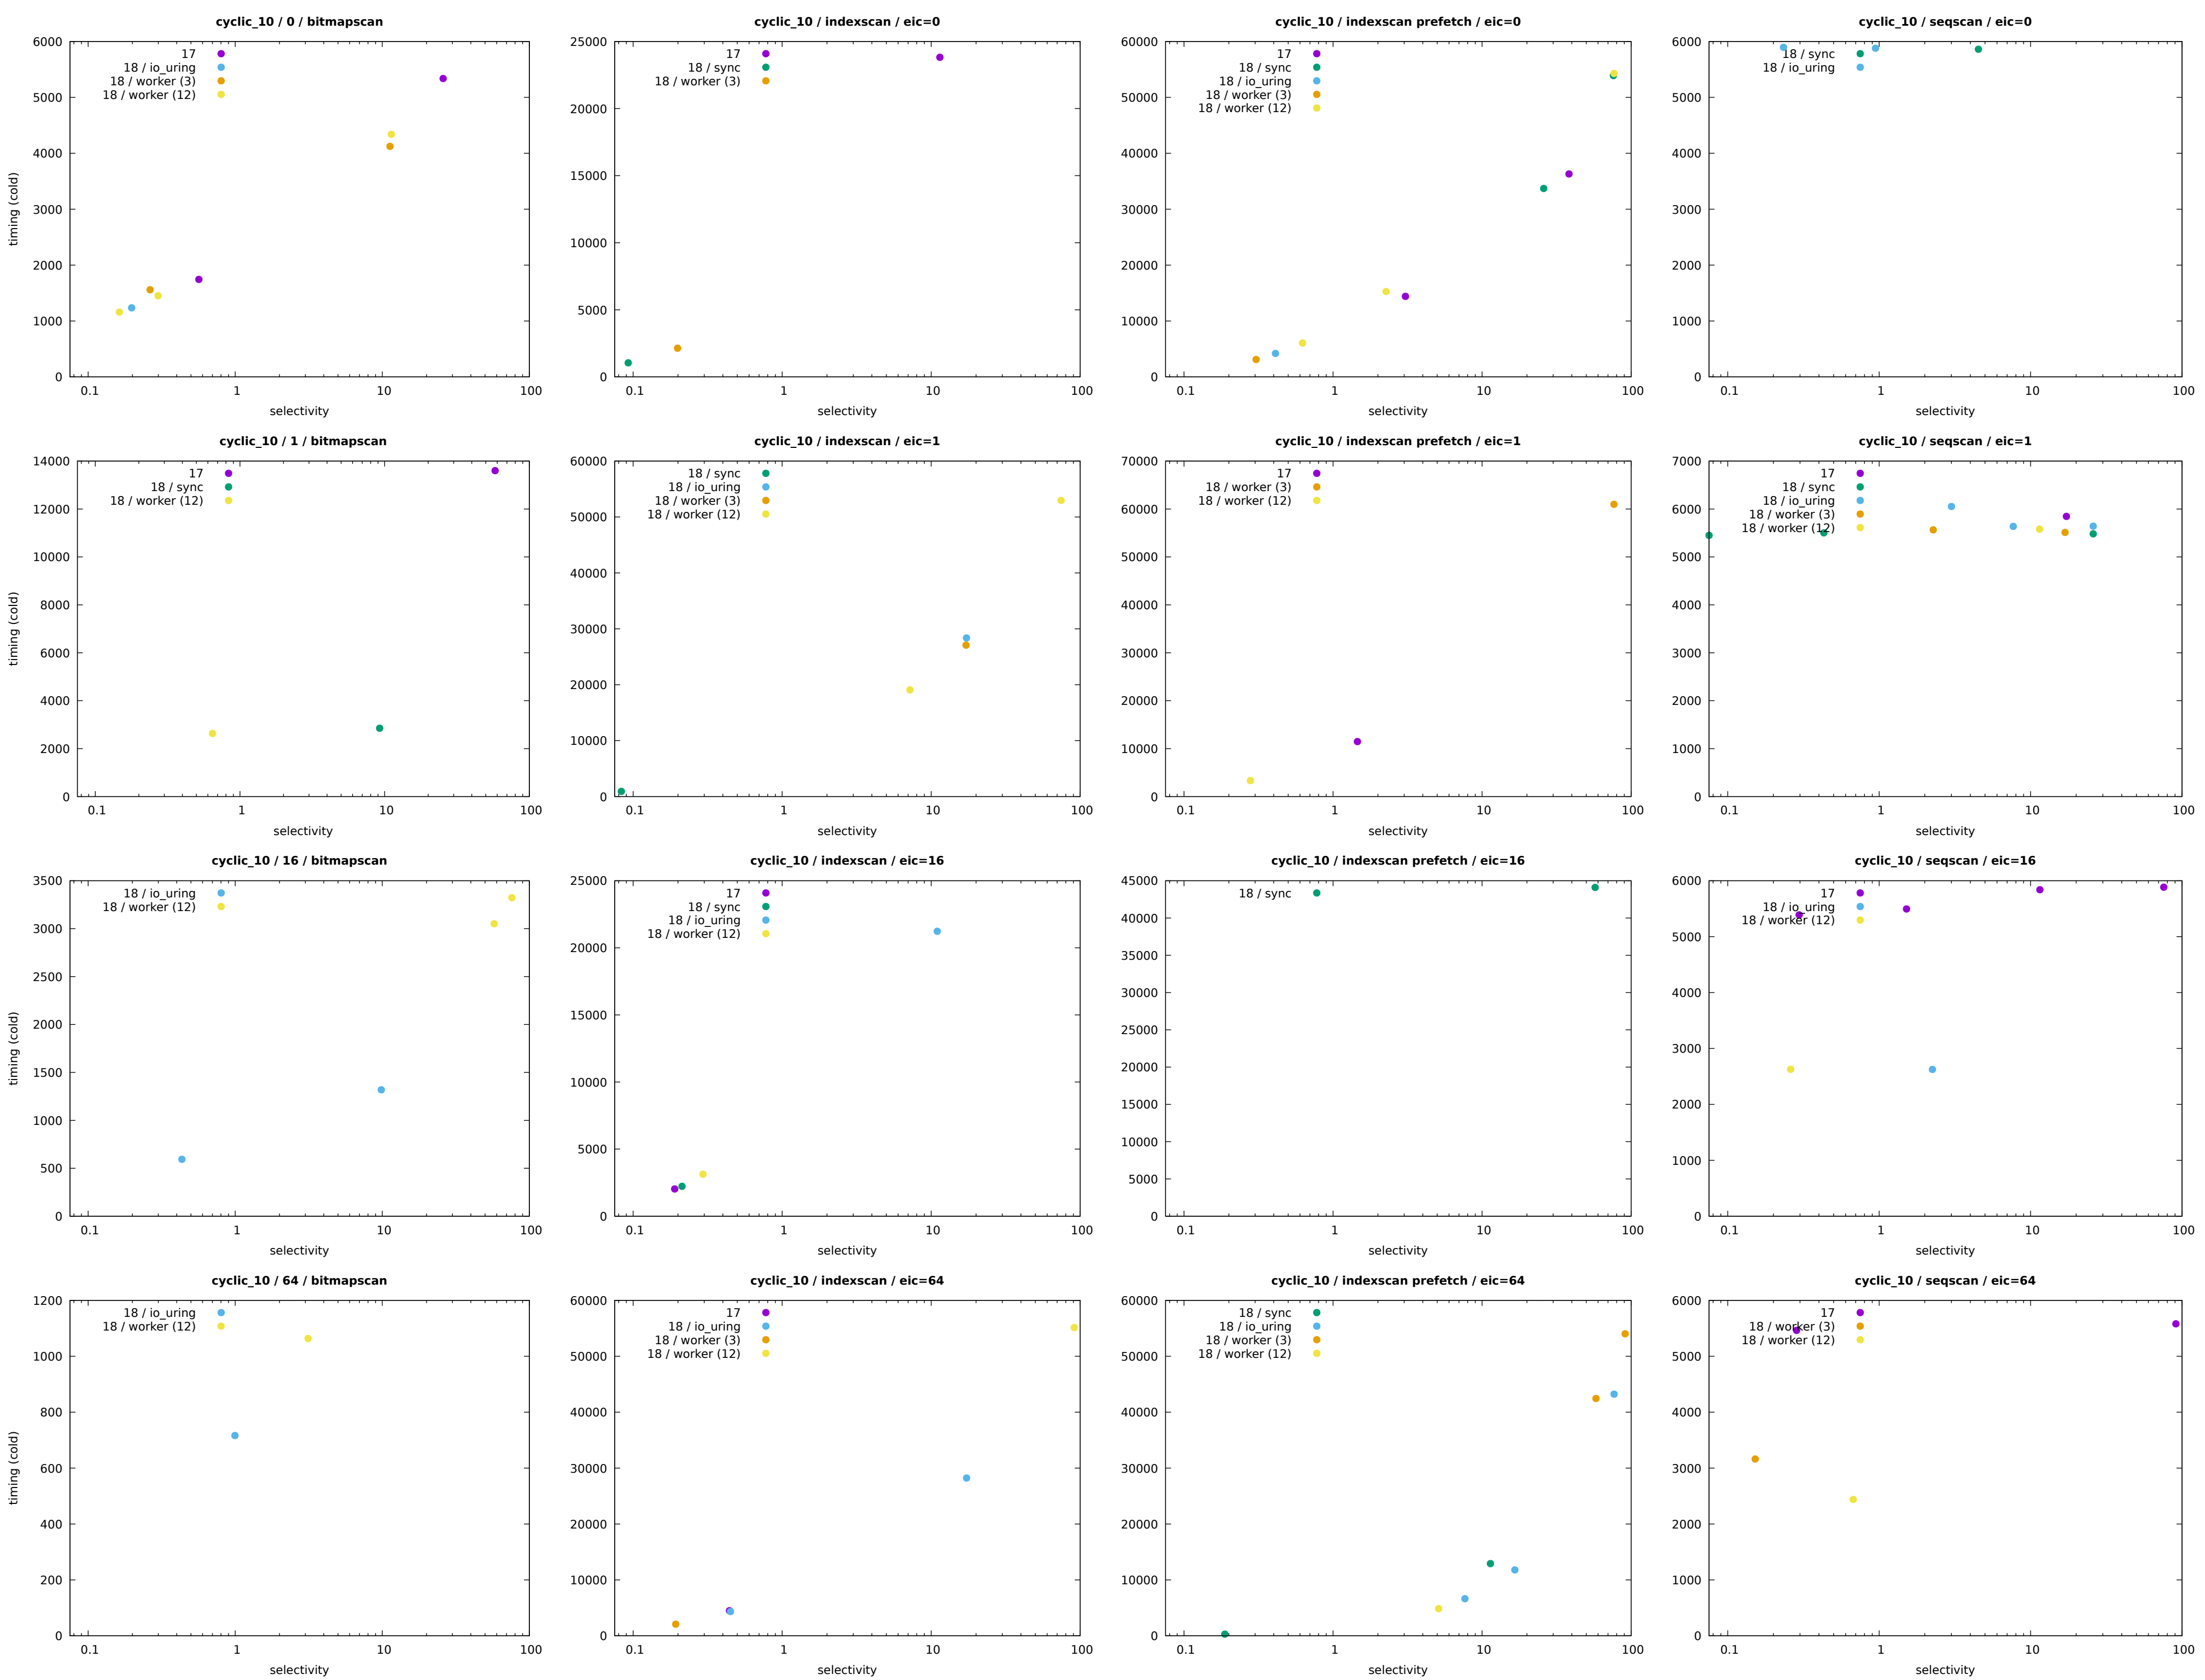 cyclic_10 / 0 / bitmapscan
6000
5000
4000
3000
2000
1000
0
0.1 1 10 100
timing (cold)
selectivity
17
18 / io_uring
18 / worker (3)
18 / worker (12)
cyclic_10 / indexscan / eic=0
25000
20000
15000
10000
5000
0
0.1 1 10 100
selectivity
17
18 / sync
18 / worker (3)
cyclic_10 / indexscan prefetch / eic=0
60000
50000
40000
30000
20000
10000
0
0.1 1 10 100
selectivity
17
18 / sync
18 / io_uring
18 / worker (3)
18 / worker (12)
cyclic_10 / seqscan / eic=0
6000
5000
4000
3000
2000
1000
0
0.1 1 10 100
selectivity
18 / sync
18 / io_uring
cyclic_10 / 1 / bitmapscan
14000
12000
10000
8000
6000
4000
2000
0
0.1 1 10 100
timing (cold)
selectivity
17
18 / sync
18 / worker (12)
cyclic_10 / indexscan / eic=1
60000
50000
40000
30000
20000
10000
0
0.1 1 10 100
selectivity
18 / sync
18 / io_uring
18 / worker (3)
18 / worker (12)
cyclic_10 / indexscan prefetch / eic=1
70000
60000
50000
40000
30000
20000
10000
0
0.1 1 10 100
selectivity
17
18 / worker (3)
18 / worker (12)
cyclic_10 / seqscan / eic=1
7000
6000
5000
4000
3000
2000
1000
0
0.1 1 10 100
selectivity
17
18 / sync
18 / io_uring
18 / worker (3)
18 / worker (12)
cyclic_10 / 16 / bitmapscan
3500
3000
2500
2000
1500
1000
500
0
0.1 1 10 100
timing (cold)
selectivity
18 / io_uring
18 / worker (12)
cyclic_10 / indexscan / eic=16
25000
20000
15000
10000
5000
0
0.1 1 10 100
selectivity
17
18 / sync
18 / io_uring
18 / worker (12)
cyclic_10 / indexscan prefetch / eic=16
45000
40000
35000
30000
25000
20000
15000
10000
5000
0
0.1 1 10 100
selectivity
18 / sync
cyclic_10 / seqscan / eic=16
6000
5000
4000
3000
2000
1000
0
0.1 1 10 100
selectivity
17
18 / io_uring
18 / worker (12)
cyclic_10 / 64 / bitmapscan
1200
1000
800
600
400
200
0
0.1 1 10 100
timing (cold)
selectivity
18 / io_uring
18 / worker (12)
cyclic_10 / indexscan / eic=64
60000
50000
40000
30000
20000
10000
0
0.1 1 10 100
selectivity
17
18 / io_uring
18 / worker (3)
18 / worker (12)
cyclic_10 / indexscan prefetch / eic=64
60000
50000
40000
30000
20000
10000
0
0.1 1 10 100
selectivity
18 / sync
18 / io_uring
18 / worker (3)
18 / worker (12)
cyclic_10 / seqscan / eic=64
6000
5000
4000
3000
2000
1000
0
0.1 1 10 100
selectivity
17
18 / worker (3)
18 / worker (12)